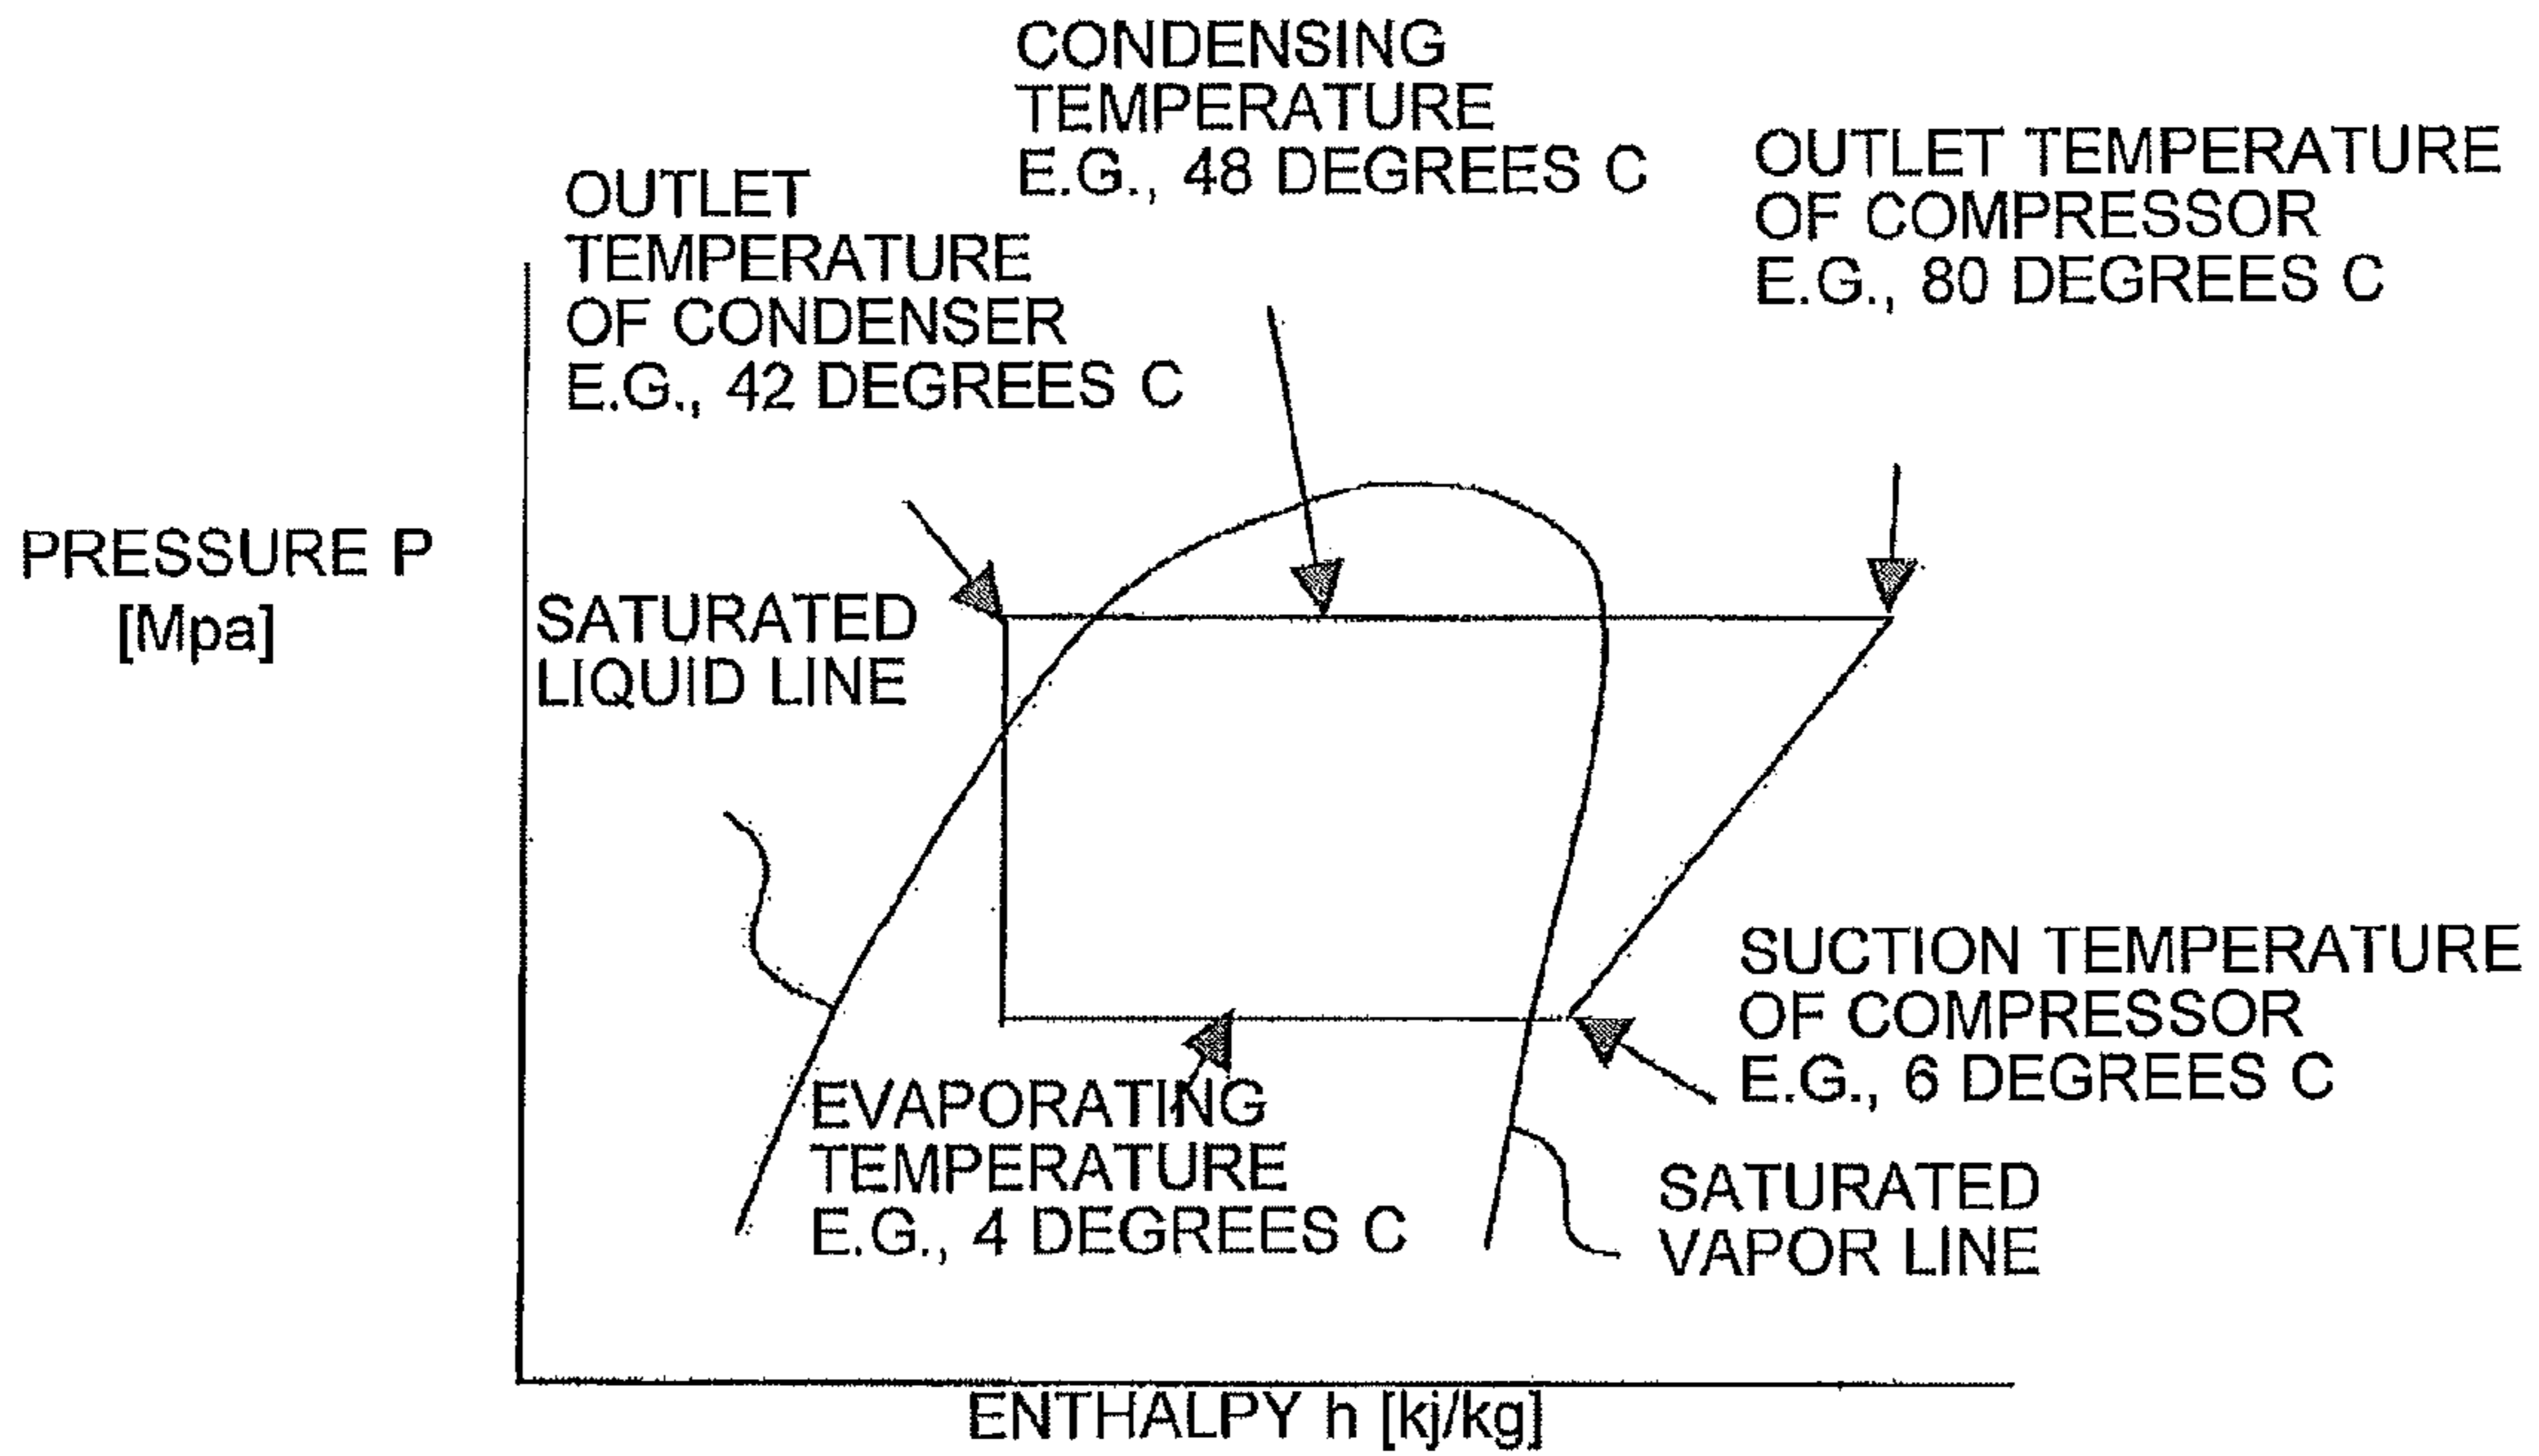 CONDENSING
TEMPERATURE
E.G., 48 DEGREES C
OUTLET TEMPERATURE
OF COMPRESSOR
E.G., 80 DEGREES C
OUTLET
TEMPERATURE
OF CONDENSER
E.G., 42 DEGREES C
PRESSURE P
[Mpa]
SATURATED
LIQUID LINE
SUCTION TEMPERATURE
OF COMPRESSOR
E.G., 6 DEGREES C
EVAPORATING
TEMPERATURE
E.G., 4 DEGREES C
SATURATED
VAPOR LINE
ENTHALPY h [kj/kg]